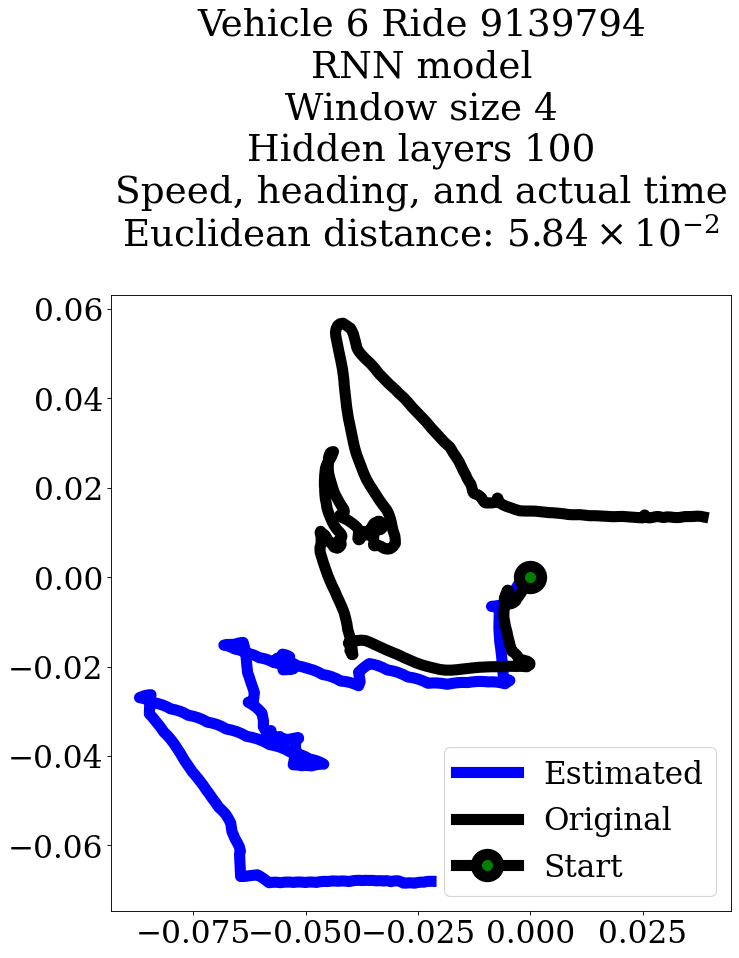 Vehicle 6 Ride 9139794
RNN model
Window size 4
Hidden layers 100
Speed, heading, and actual time
Euclidean distance: 5.84 × 10⁻²
0.06
0.04
0.02
0.00
−0.02
−0.04
−0.06
Estimated
Original
Start
−0.075 −0.050 −0.025 0.000 0.025